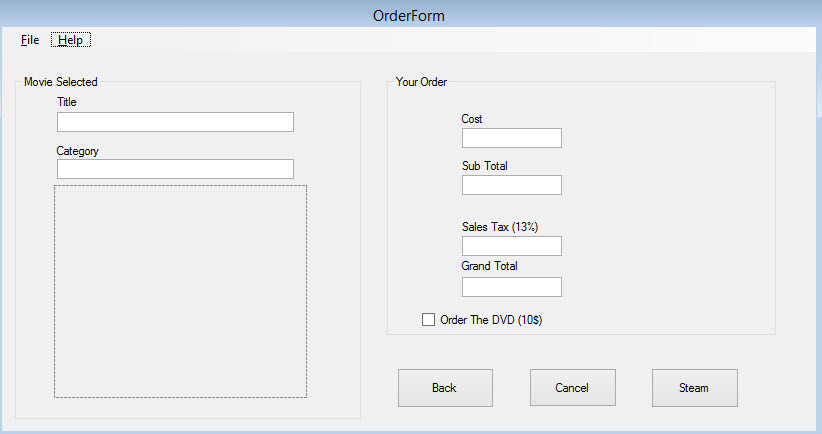 OrderForm
File Help
Movie Selected
Title
Category
Your Order
Cost
Sub Total
Sales Tax (13%)
Grand Total
Order The DVD (10$)
Back Cancel Steam